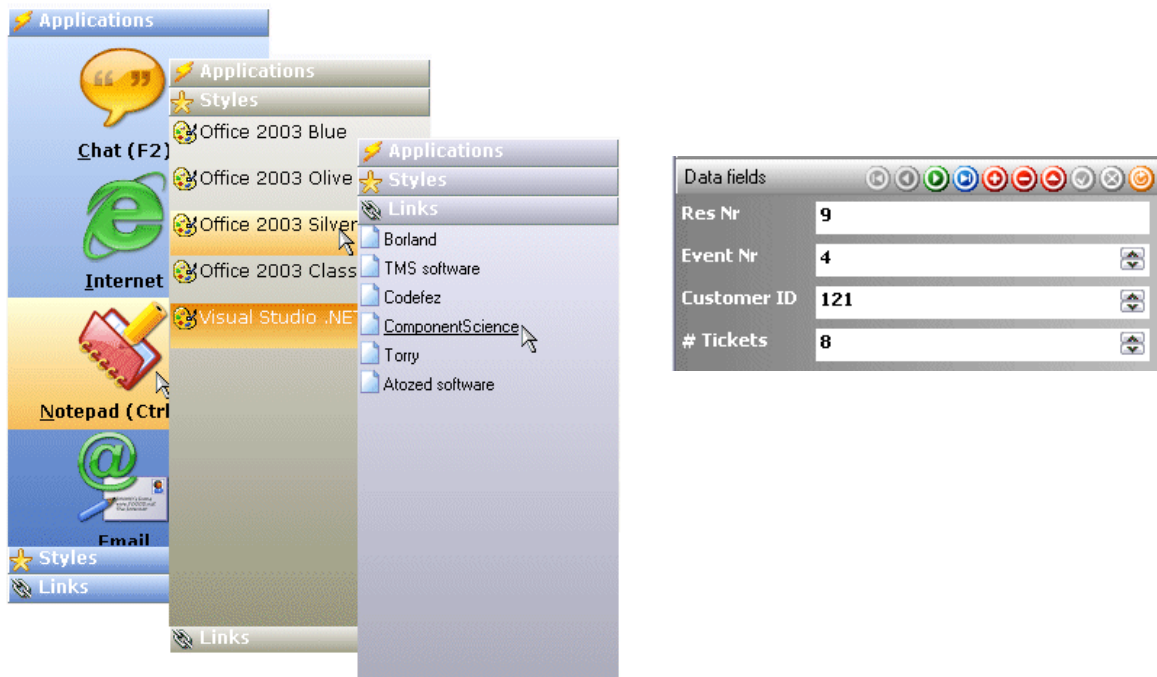 Applications
Chat (F2)
Internet
Notepad (Ctrl
Email
Styles
Links
Applications
Styles
Office 2003 Blue
Office 2003 Olive
Office 2003 Silver
Office 2003 Class
Visual Studio .NE
Links
Applications
Styles
Links
Borland
TMS software
Codefez
ComponentScience
Torry
Atozed software
Data fields
Res Nr 9
Event Nr 4
Customer ID 121
# Tickets 8